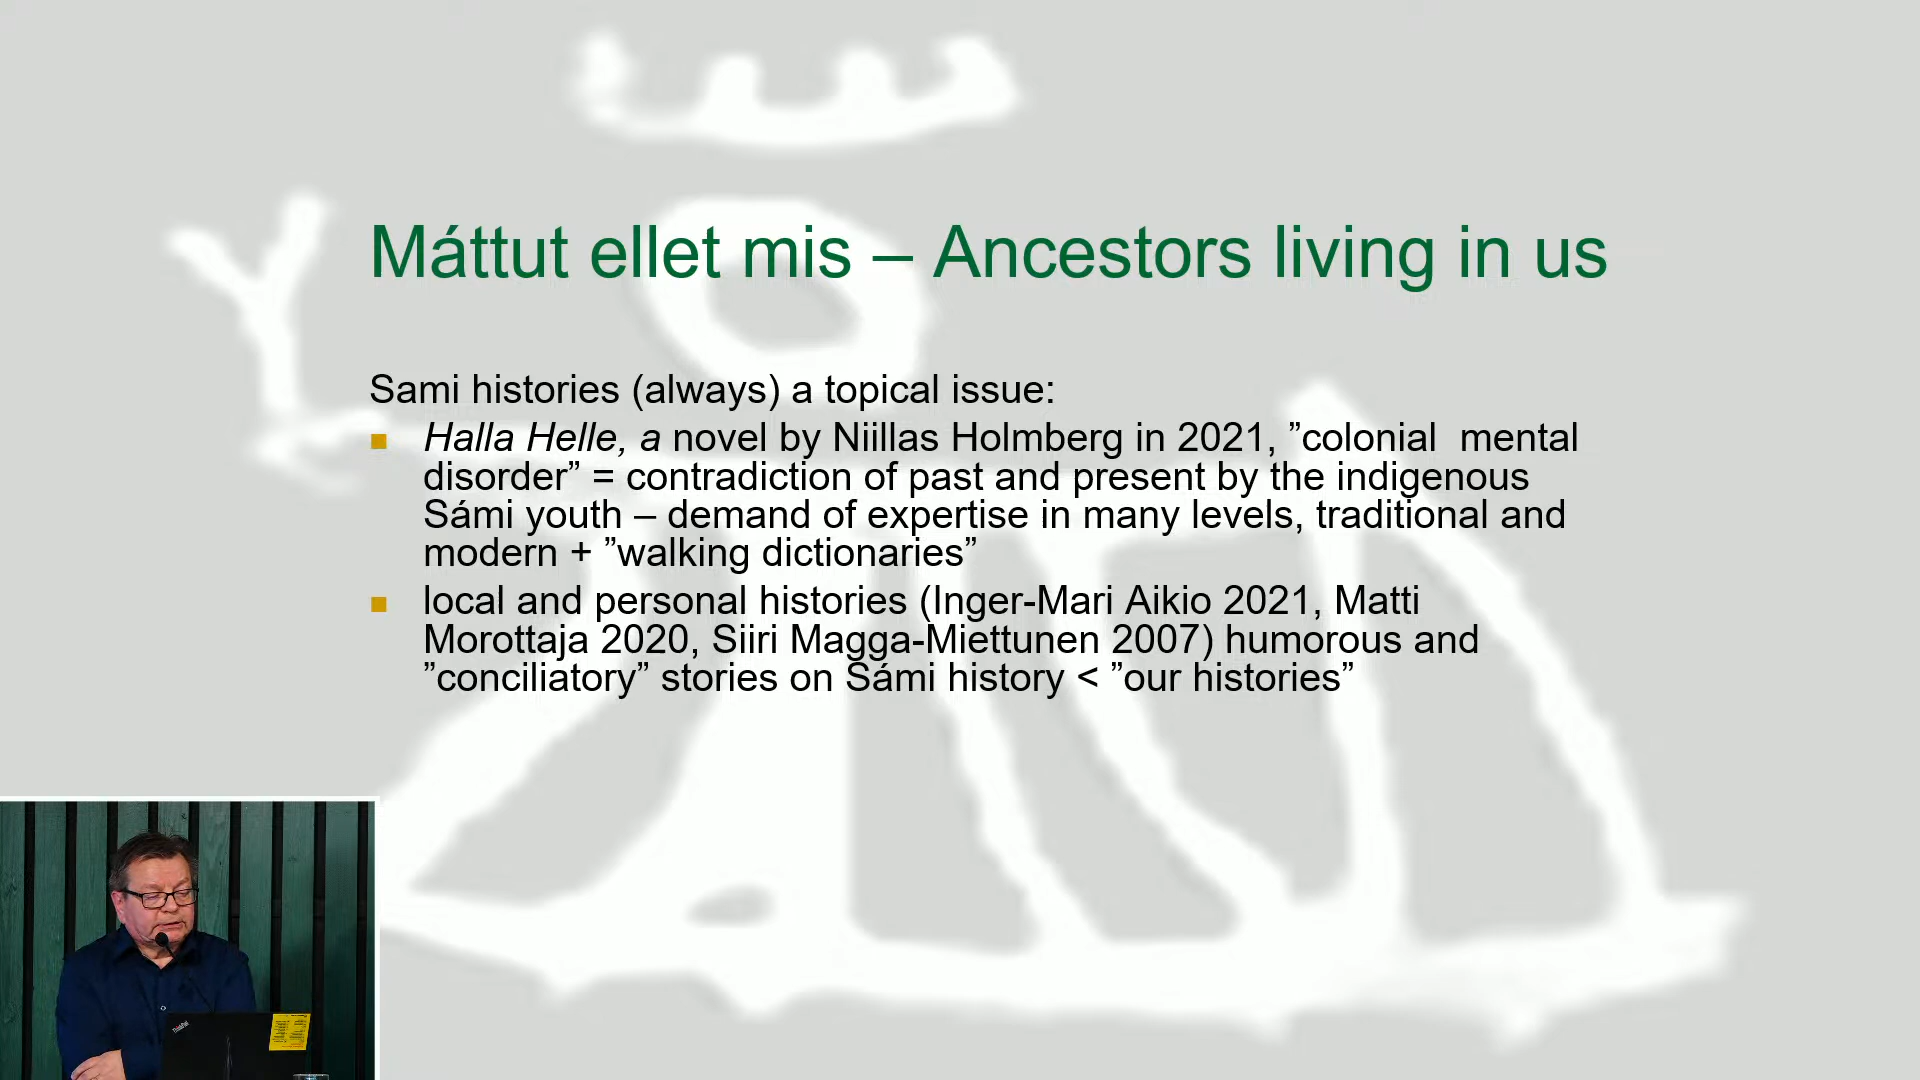 Máttut ellet mis – Ancestors living in us
Sami histories (always) a topical issue:
Halla Helle, a novel by Niillas Holmberg in 2021, ”colonial  mental
disorder” = contradiction of past and present by the indigenous
Sámi youth – demand of expertise in many levels, traditional and
modern + ”walking dictionaries”
local and personal histories (Inger-Mari Aikio 2021, Matti
Morottaja 2020, Siiri Magga-Miettunen 2007) humorous and
”conciliatory” stories on Sámi history < ”our histories”
ThinkPad